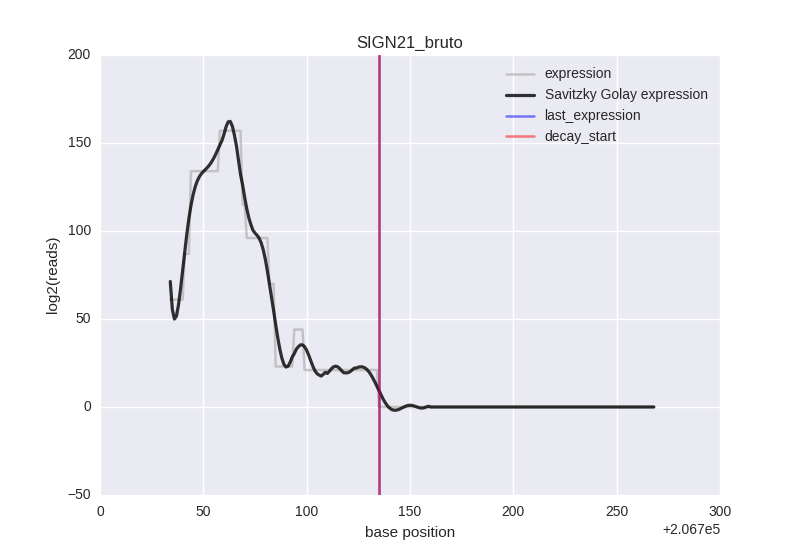 SIGN21_bruto
expression
Savitzky Golay expression
last_expression
decay_start
200
150
100
50
0
−50
log2(reads)
0 50 100 150 200 250 300
+2.067e5
base position